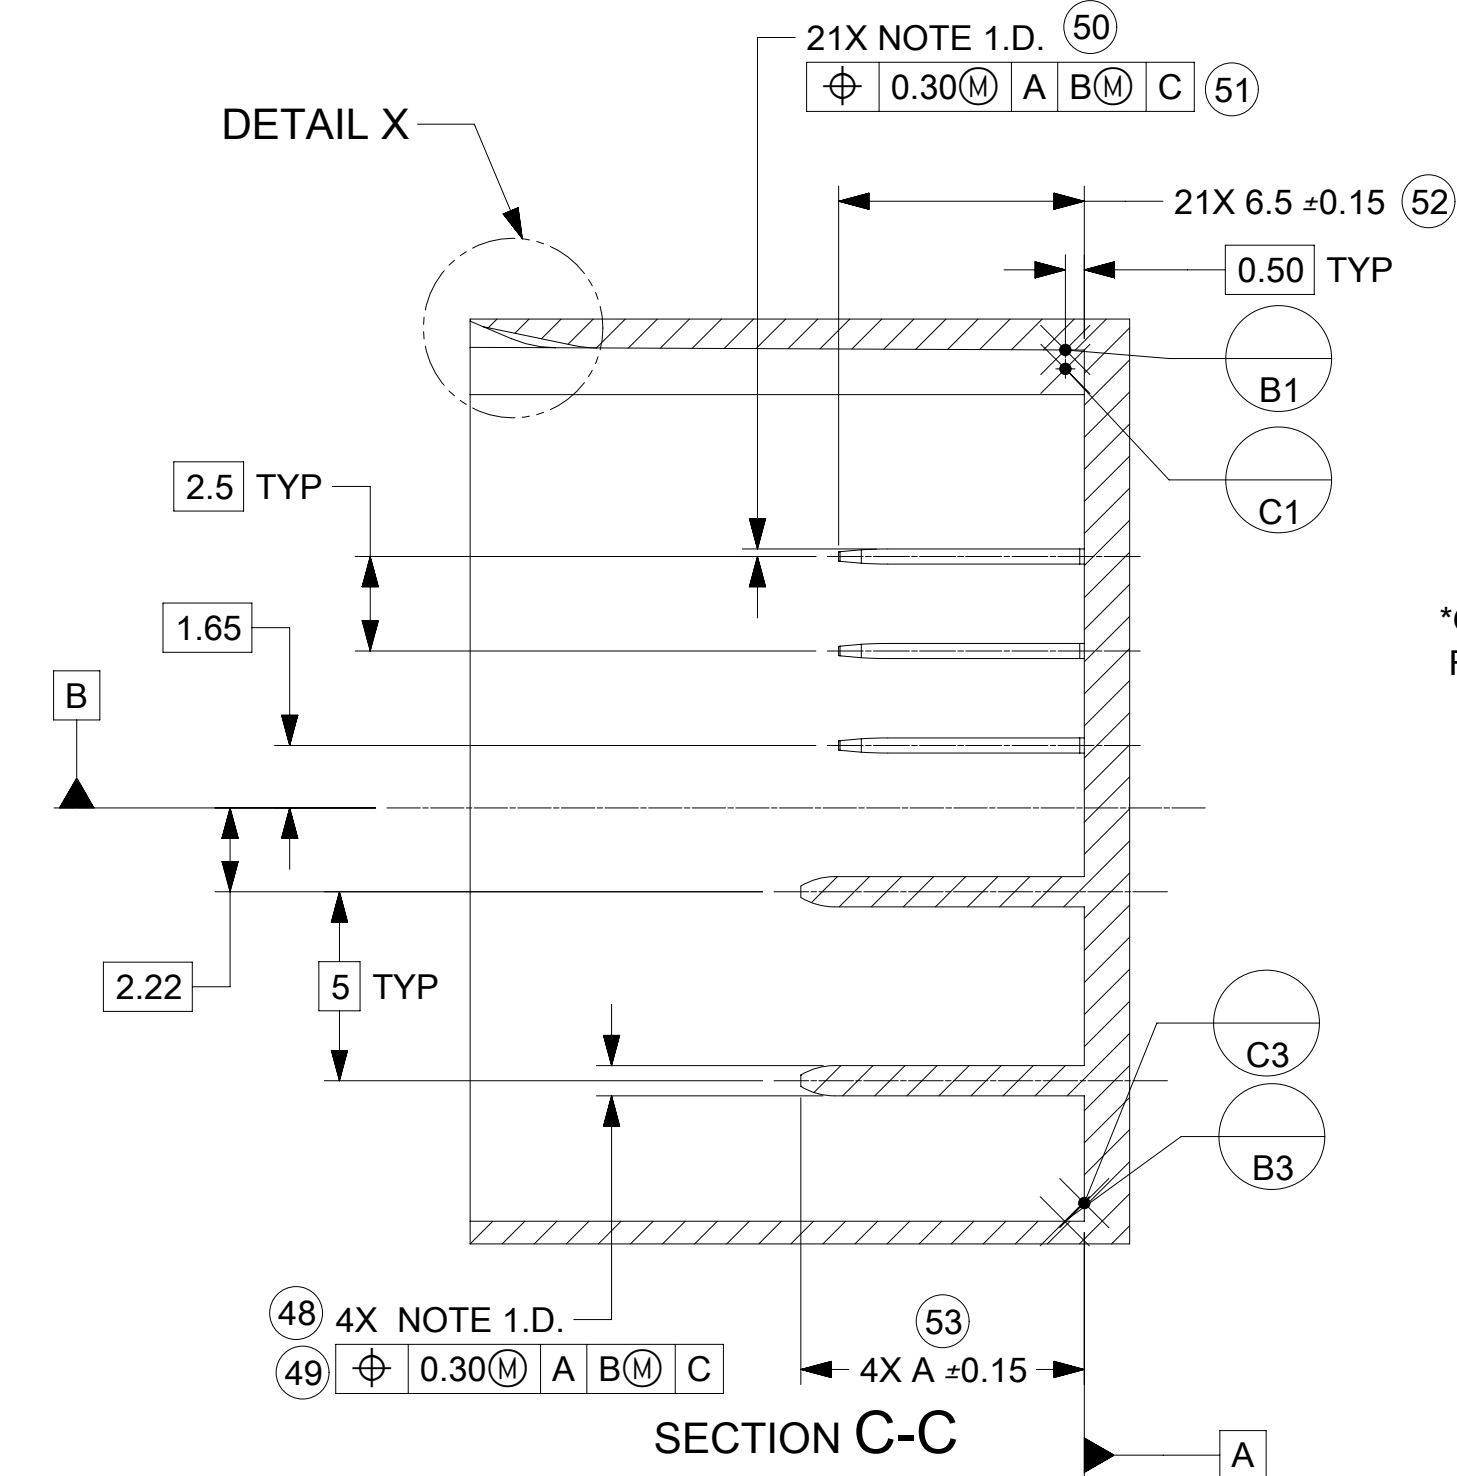 21X NOTE 1.D. 50
⌖ 0.30Ⓜ A BⓂ C 51
DETAIL X
21X 6.5 ±0.15 52
0.50 TYP
B1
2.5 TYP
C1
1.65
B
2.22
5 TYP
C3
B3
48 4X NOTE 1.D.
49 ⌖ 0.30Ⓜ A BⓂ C
53
4X A ±0.15
SECTION C-C
A